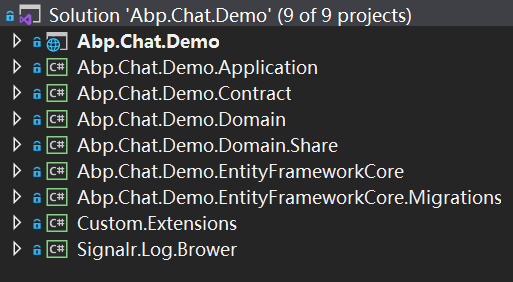 Solution 'Abp.Chat.Demo' (9 of 9 projects)
Abp.Chat.Demo
C# Abp.Chat.Demo.Application
C# Abp.Chat.Demo.Contract
C# Abp.Chat.Demo.Domain
C# Abp.Chat.Demo.Domain.Share
C# Abp.Chat.Demo.EntityFrameworkCore
C# Abp.Chat.Demo.EntityFrameworkCore.Migrations
C# Custom.Extensions
C# Signalr.Log.Brower